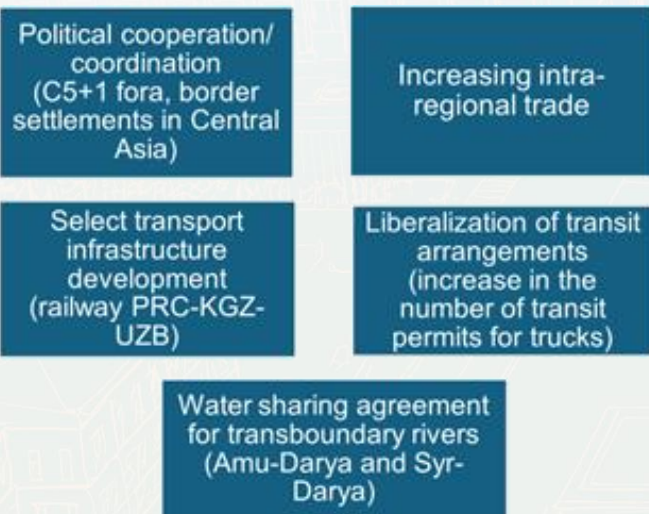 Political cooperation/
coordination
(C5+1 fora, border
settlements in Central
Asia)
Increasing intra-
regional trade
Select transport
infrastructure
development
(railway PRC-KGZ-
UZB)
Liberalization of transit
arrangements
(increase in the
number of transit
permits for trucks)
Water sharing agreement
for transboundary rivers
(Amu-Darya and Syr-
Darya)